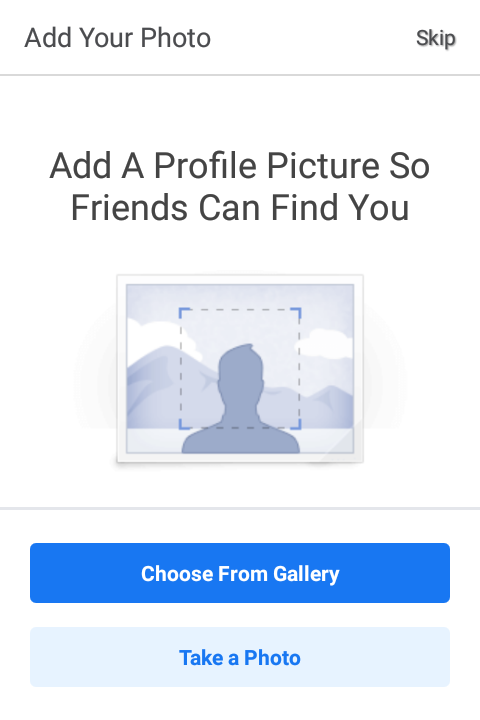 Add Your Photo
Skip
Add A Profile Picture So
Friends Can Find You
Choose From Gallery
Take a Photo